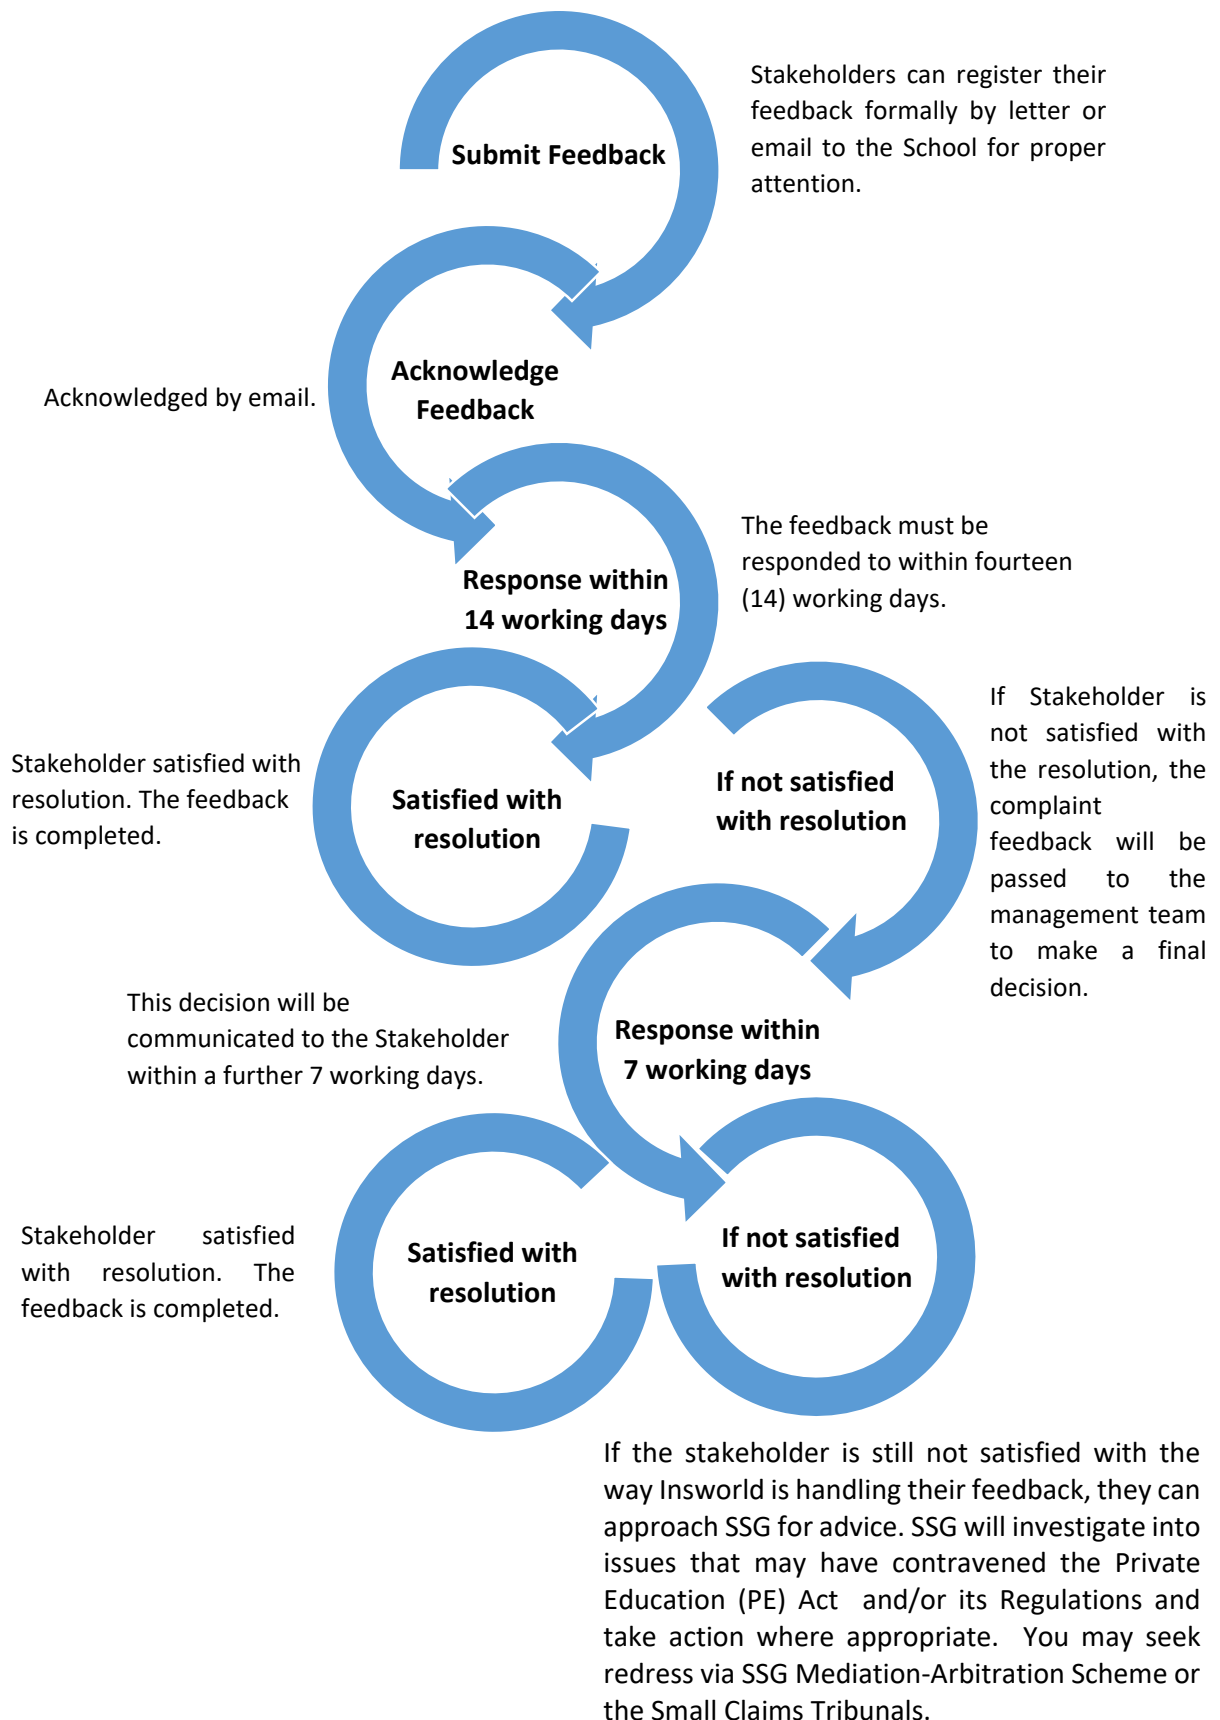 Stakeholders can register their
feedback formally by letter or
email to the School for proper
attention.
Submit Feedback
Acknowledge
Feedback
Acknowledged by email.
The feedback must be
responded to within fourteen
(14) working days.
Response within
14 working days
If Stakeholder is
not satisfied with
the resolution, the
complaint
feedback will be
passed to the
management team
to make a final
decision.
Stakeholder satisfied with
resolution. The feedback
is completed.
Satisfied with
resolution
If not satisfied
with resolution
This decision will be
communicated to the Stakeholder
within a further 7 working days.
Response within
7 working days
Stakeholder satisfied
with resolution. The
feedback is completed.
Satisfied with
resolution
If not satisfied
with resolution
If the stakeholder is still not satisfied with the
way Insworld is handling their feedback, they can
approach SSG for advice. SSG will investigate into
issues that may have contravened the Private
Education (PE) Act and/or its Regulations and
take action where appropriate. You may seek
redress via SSG Mediation-Arbitration Scheme or
the Small Claims Tribunals.